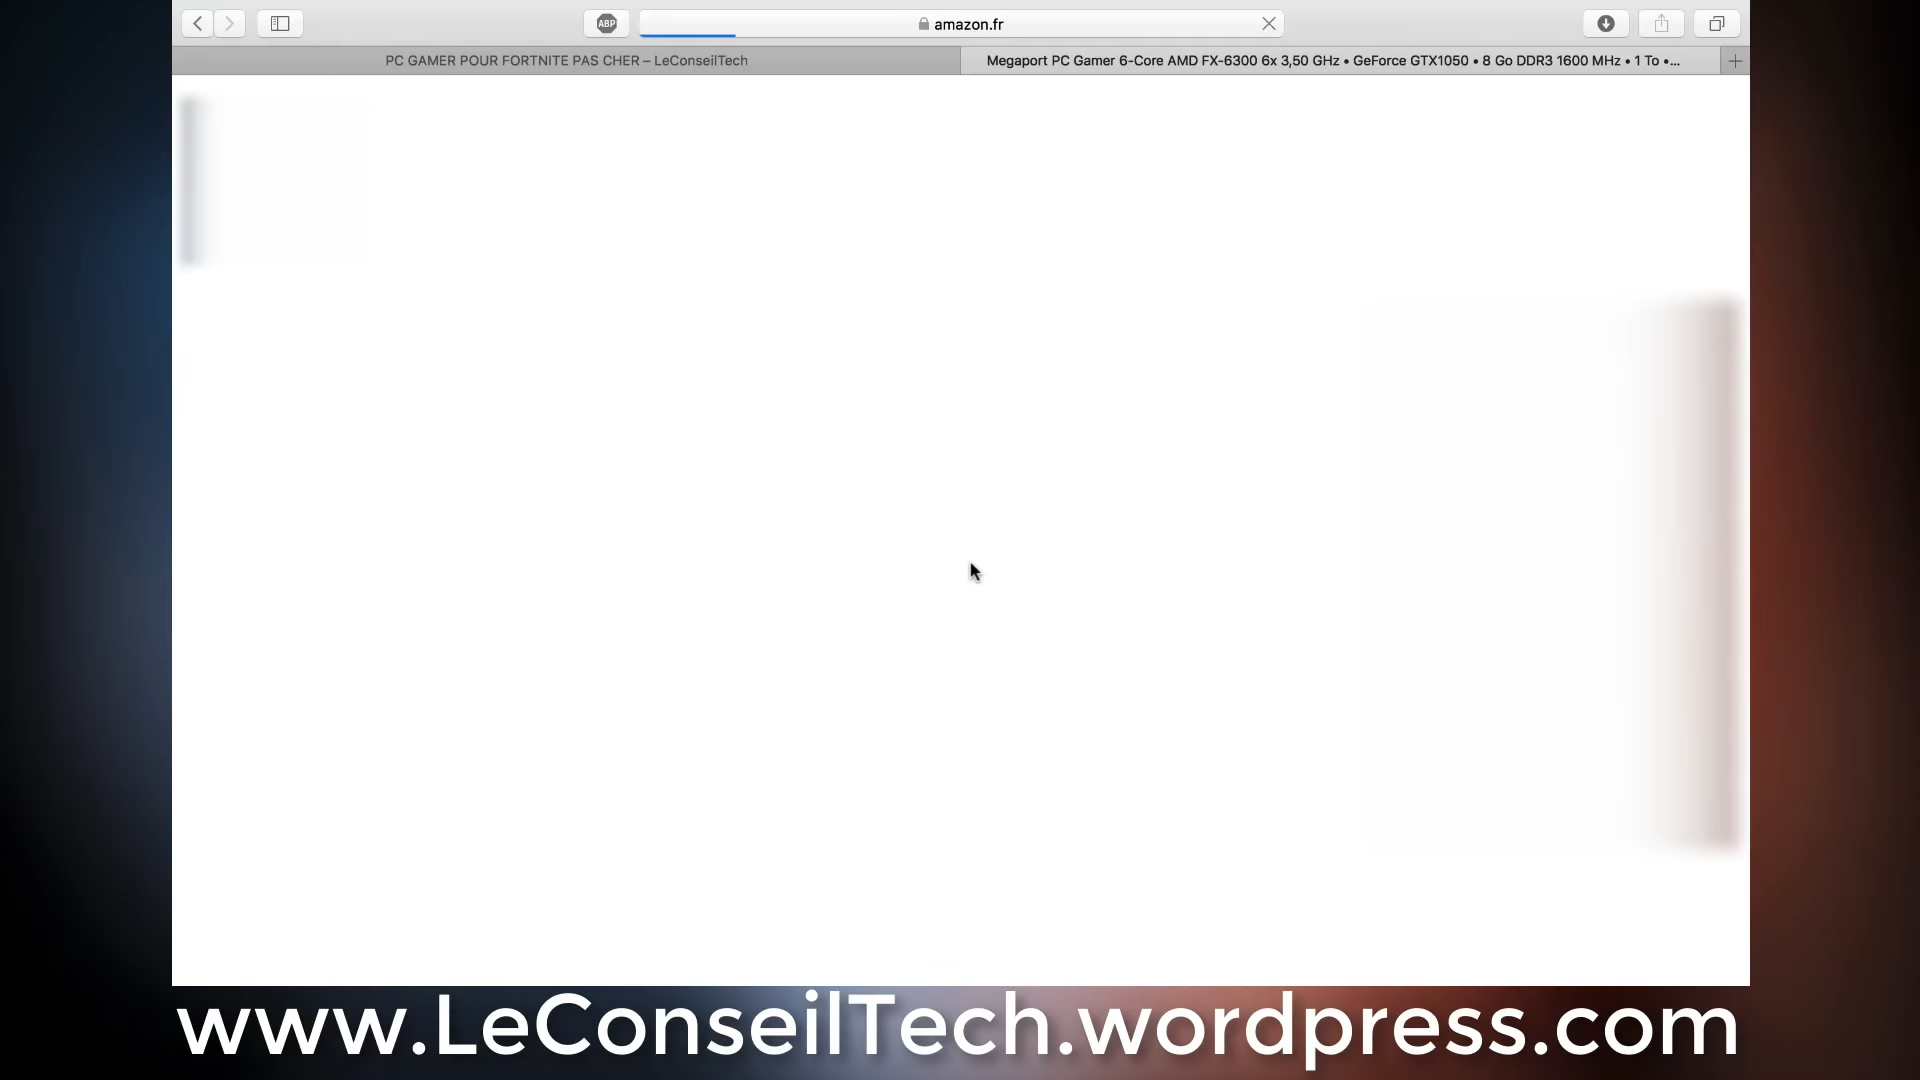 ABP
amazon.fr
PC GAMER POUR FORTNITE PAS CHER – LeConseilTech
Megaport PC Gamer 6-Core AMD FX-6300 6x 3,50 GHz • GeForce GTX1050 • 8 Go DDR3 1600 MHz • 1 To •...
www.LeConseilTech.wordpress.com